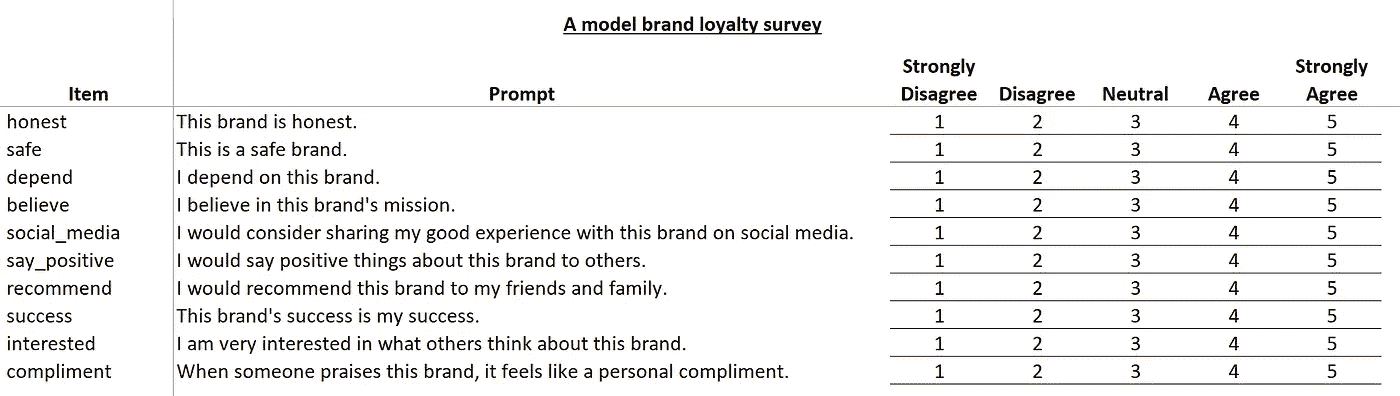 A model brand loyalty survey
Strongly Strongly
Item Prompt Disagree Disagree Neutral Agree Agree
honest This brand is honest. 1 2 3 4 5
safe This is a safe brand. 1 2 3 4 5
depend I depend on this brand. 1 2 3 4 5
believe I believe in this brand's mission. 1 2 3 4 5
social_media I would consider sharing my good experience with this brand on social media. 1 2 3 4 5
say_positive I would say positive things about this brand to others. 1 2 3 4 5
recommend I would recommend this brand to my friends and family. 1 2 3 4 5
success This brand's success is my success. 1 2 3 4 5
interested I am very interested in what others think about this brand. 1 2 3 4 5
compliment When someone praises this brand, it feels like a personal compliment. 1 2 3 4 5